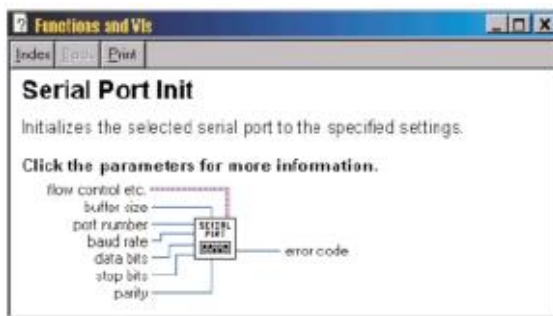 ? Functions and VIs
Index Back Print
Serial Port Init
Initializes the selected serial port to the specified settings.
Click the parameters for more information.
flow control etc.
buffer size
port number
baud rate
data bits
stop bits
parity
SERIAL
PORT
error code